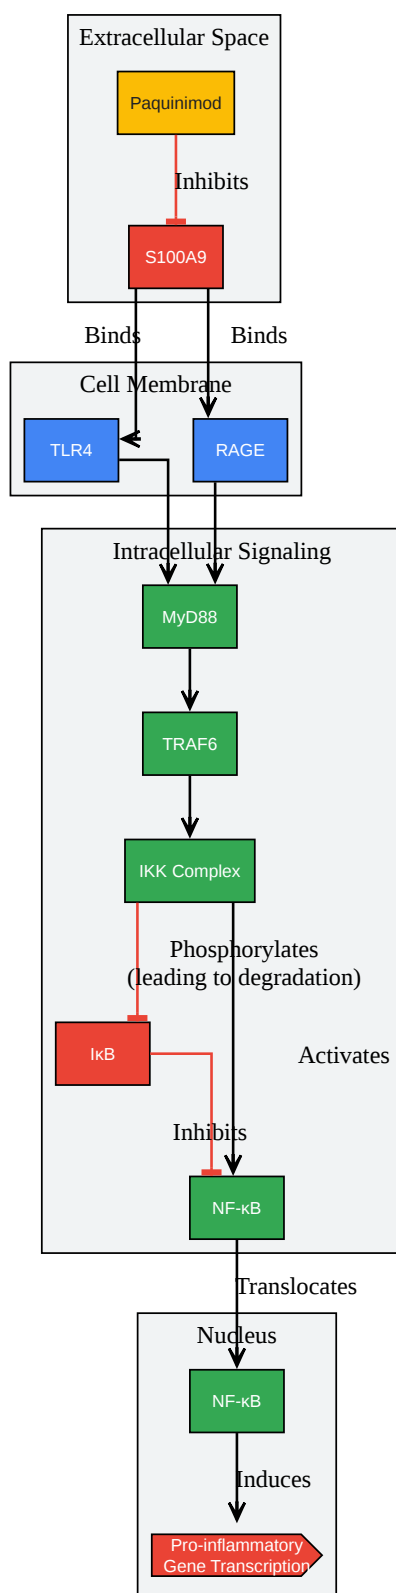 Extracellular Space
Paquinimod
Inhibits
S100A9
Binds
Binds
Cell Membrane
TLR4
RAGE
Intracellular Signaling
MyD88
TRAF6
IKK Complex
Phosphorylates
(leading to degradation)
IκB
Activates
Inhibits
NF-κB
Translocates
Nucleus
NF-κB
Induces
Pro-inflammatory
Gene Transcription